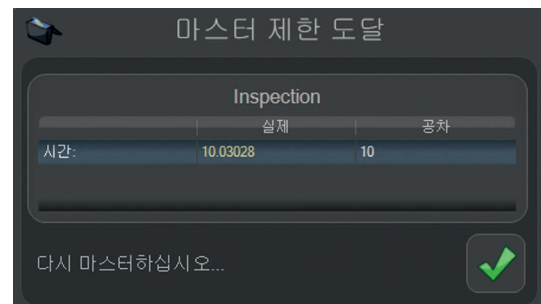 마스터 제한 도달
Inspection
실제 공차
시간: 10.03028 10
다시 마스터하십시오...